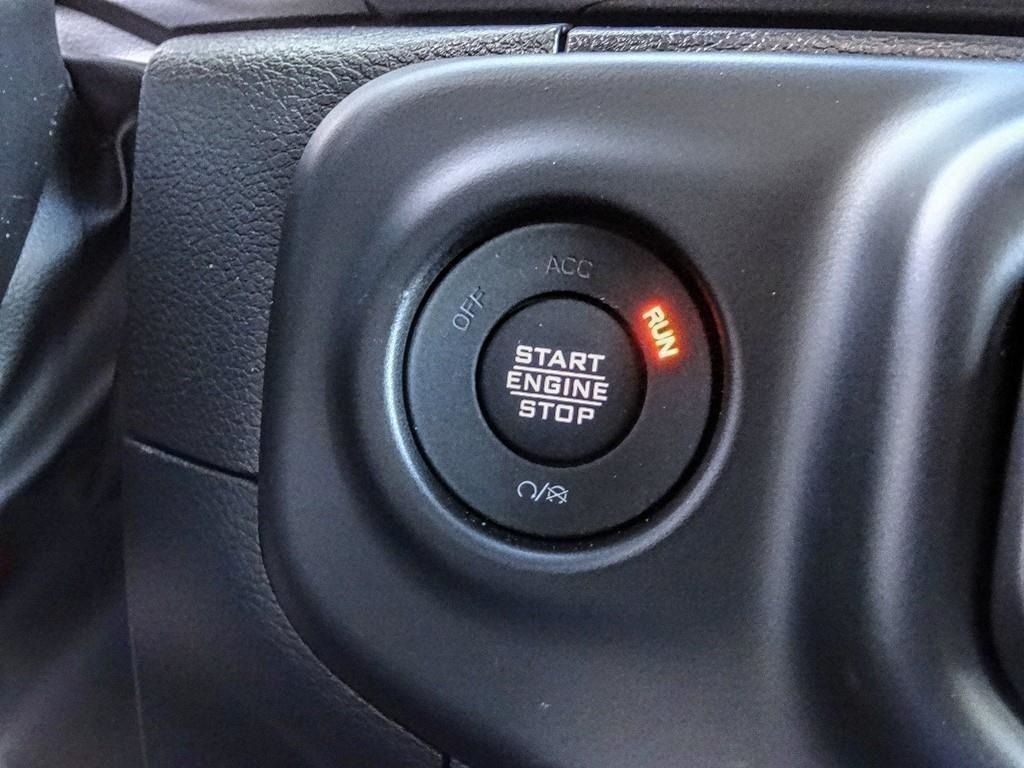 OFF
ACC
RUN
START
ENGINE
STOP